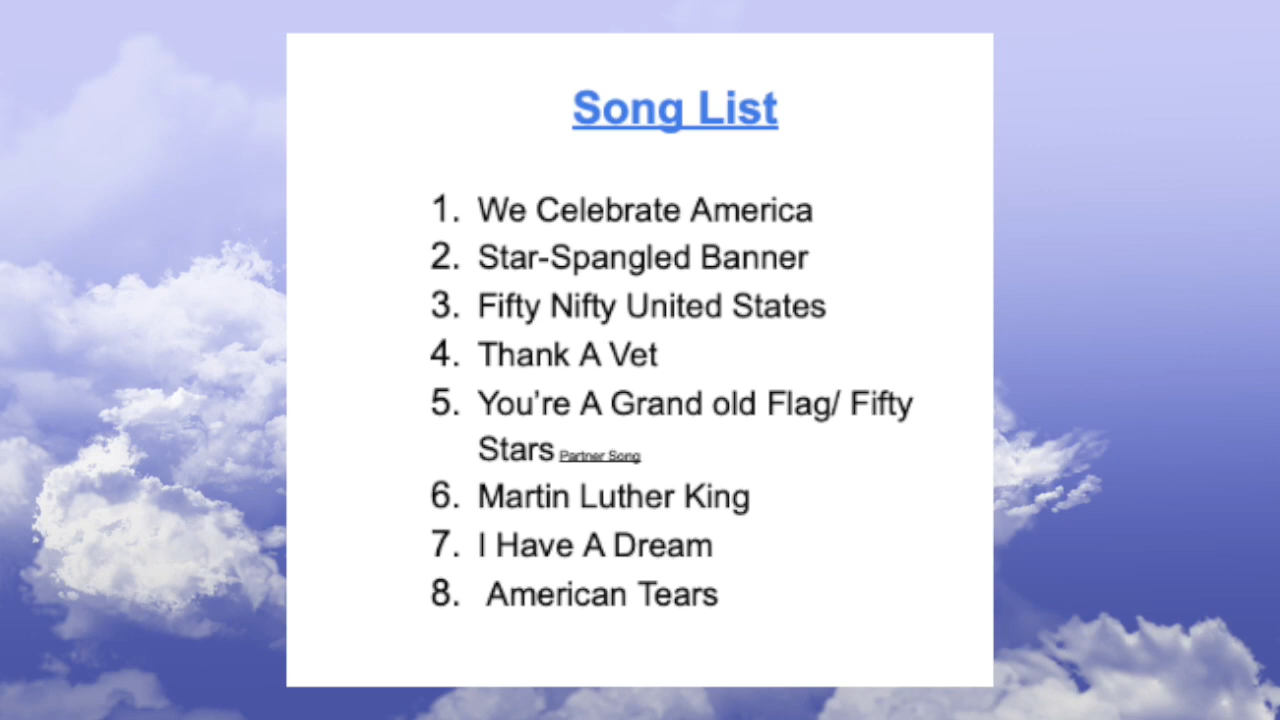 Song List
1. We Celebrate America
2. Star-Spangled Banner
3. Fifty Nifty United States
4. Thank A Vet
5. You’re A Grand old Flag/ Fifty
Stars Partner Song
6. Martin Luther King
7. I Have A Dream
8. American Tears